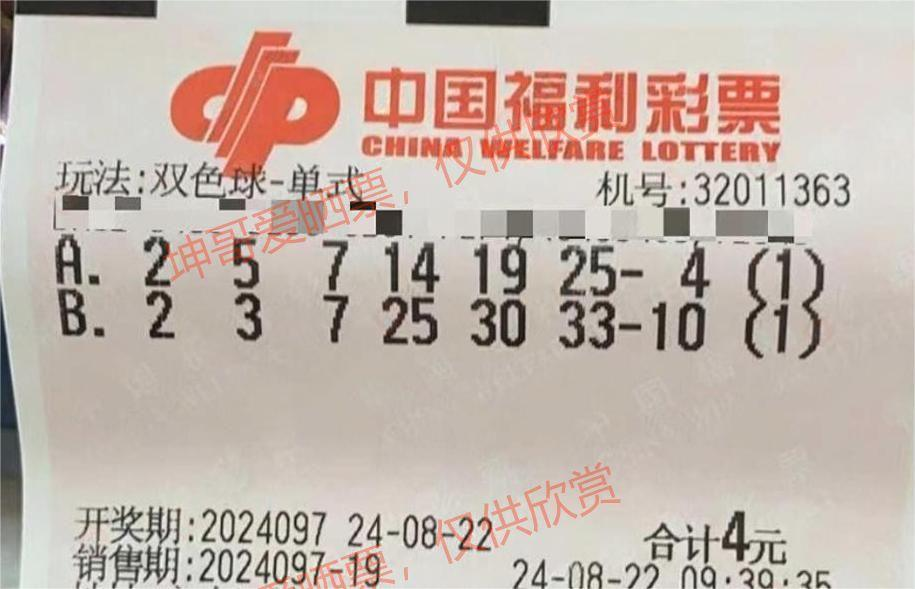 中国福利彩票
CHINA WELFARE LOTTERY
玩法:双色球-单式 机号:32011363
A. 2 5 7 14 19 25- 4 (1)
B. 2 3 7 25 30 33-10 (1)
坤哥爱晒票，仅供欣赏
开奖期:2024097 24-08-22 合计4元
销售期:2024097-19 24-08-22 09:39:35
坤哥爱晒票，仅供欣赏